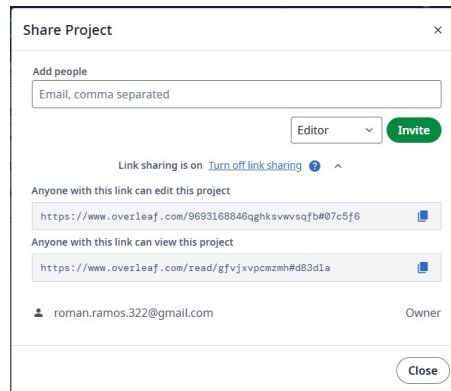 Share Project ×
Add people
Email, comma separated
Editor Invite
Link sharing is on Turn off link sharing ?
Anyone with this link can edit this project
https://www.overleaf.com/9693168846qghksvwvsqfb#07c5f6
Anyone with this link can view this project
https://www.overleaf.com/read/gfvjxvpcmzmh#d83d1a
roman.ramos.322@gmail.com Owner
Close